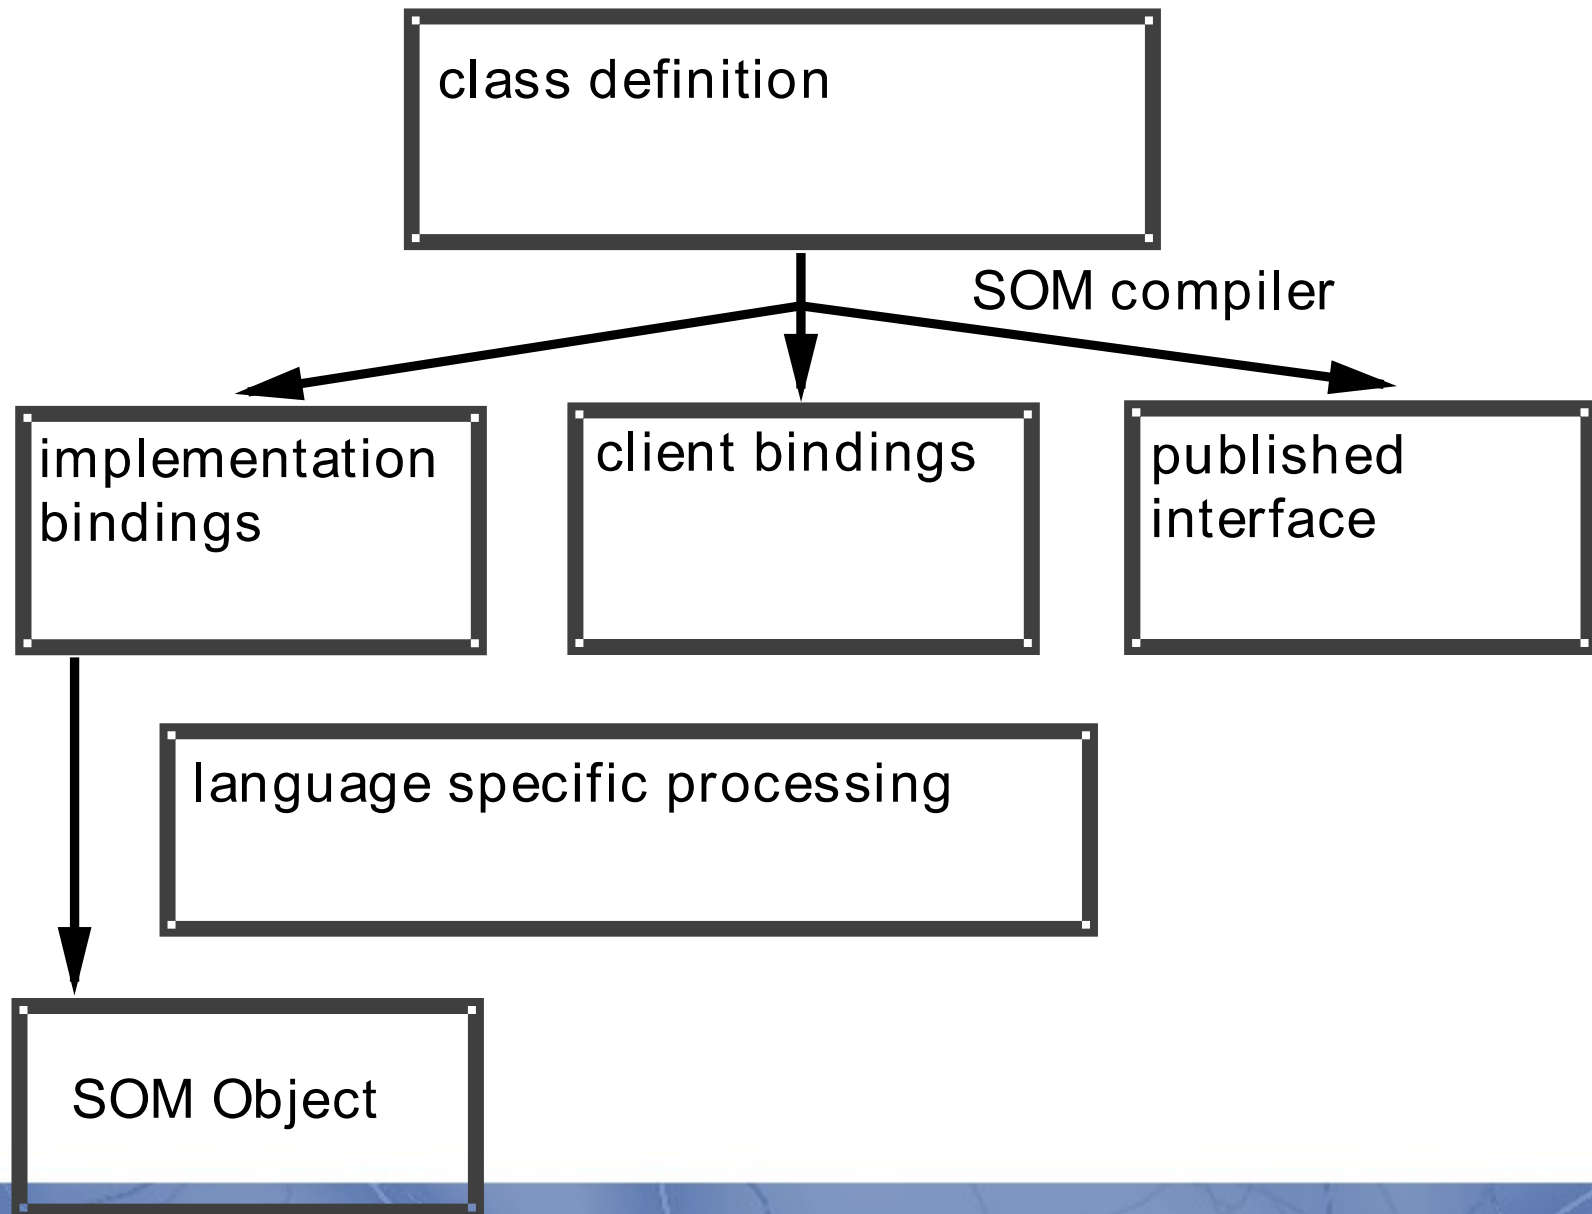 class definition
SOM compiler
implementation
bindings
client bindings
published
interface
language specific processing
SOM Object